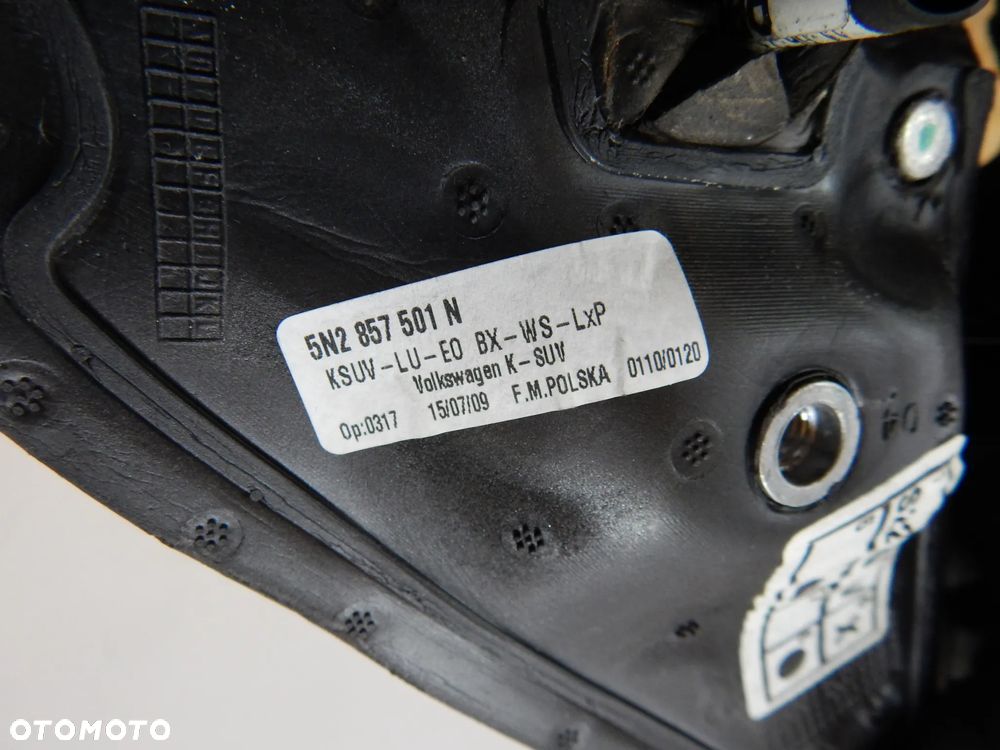 5N2 857 501 N
KSUV-LU-EO BX-WS-LxP
Volkswagen K-SUV
Op:0317 15/07/09 F.M.POLSKA 0110/0120
04
X
OTOMOTO